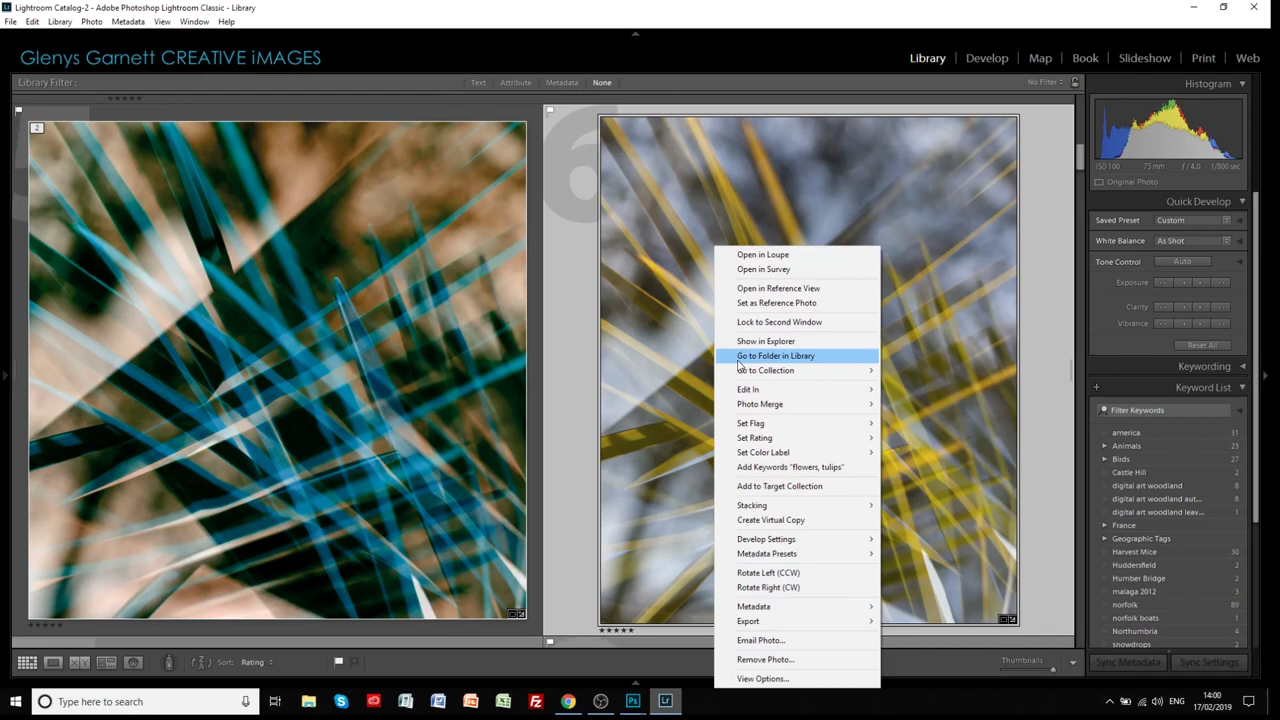 Lightroom Catalog-2 - Adobe Photoshop Lightroom Classic - Library
File Edit Library Photo Metadata View Window Help
Glenys Garnett CREATIVE iMAGES
Library Develop Map Book Slideshow Print Web
Library Filter :
Text Attribute Metadata None
No Filter
Histogram
2
6
ISO 100 75 mm ƒ / 4.0 1/800 sec
Original Photo
Quick Develop
Saved Preset Custom
White Balance As Shot
Tone Control Auto
Exposure
Clarity
Vibrance
Reset All
Keywording
Keyword List
Filter Keywords
america 31
Animals 23
Birds 27
Castle Hill 2
digital art woodland 8
digital art woodland aut... 8
digital art woodland leav... 1
France
Geographic Tags
Harvest Mice 30
Huddersfield 2
Humber Bridge 2
malaga 2012 3
norfolk 89
norfolk boats 7
Northumbria 4
snowdrops
Sync Metadata Sync Settings
Open in Loupe
Open in Survey
Open in Reference View
Set as Reference Photo
Lock to Second Window
Show in Explorer
Go to Folder in Library
to Collection
Edit In
Photo Merge
Set Flag
Set Rating
Set Color Label
Add Keywords "flowers, tulips"
Add to Target Collection
Stacking
Create Virtual Copy
Develop Settings
Metadata Presets
Rotate Left (CCW)
Rotate Right (CW)
Metadata
Export
Email Photo...
Remove Photo...
View Options...
Sort: Rating
Thumbnails
Type here to search
ENG
14:00
17/02/2019